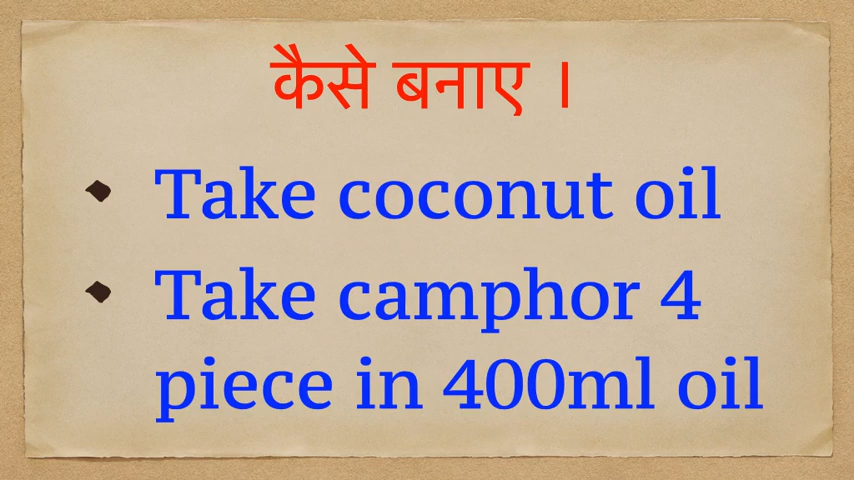 कैसे बनाए ।
Take coconut oil
Take camphor 4
piece in 400ml oil